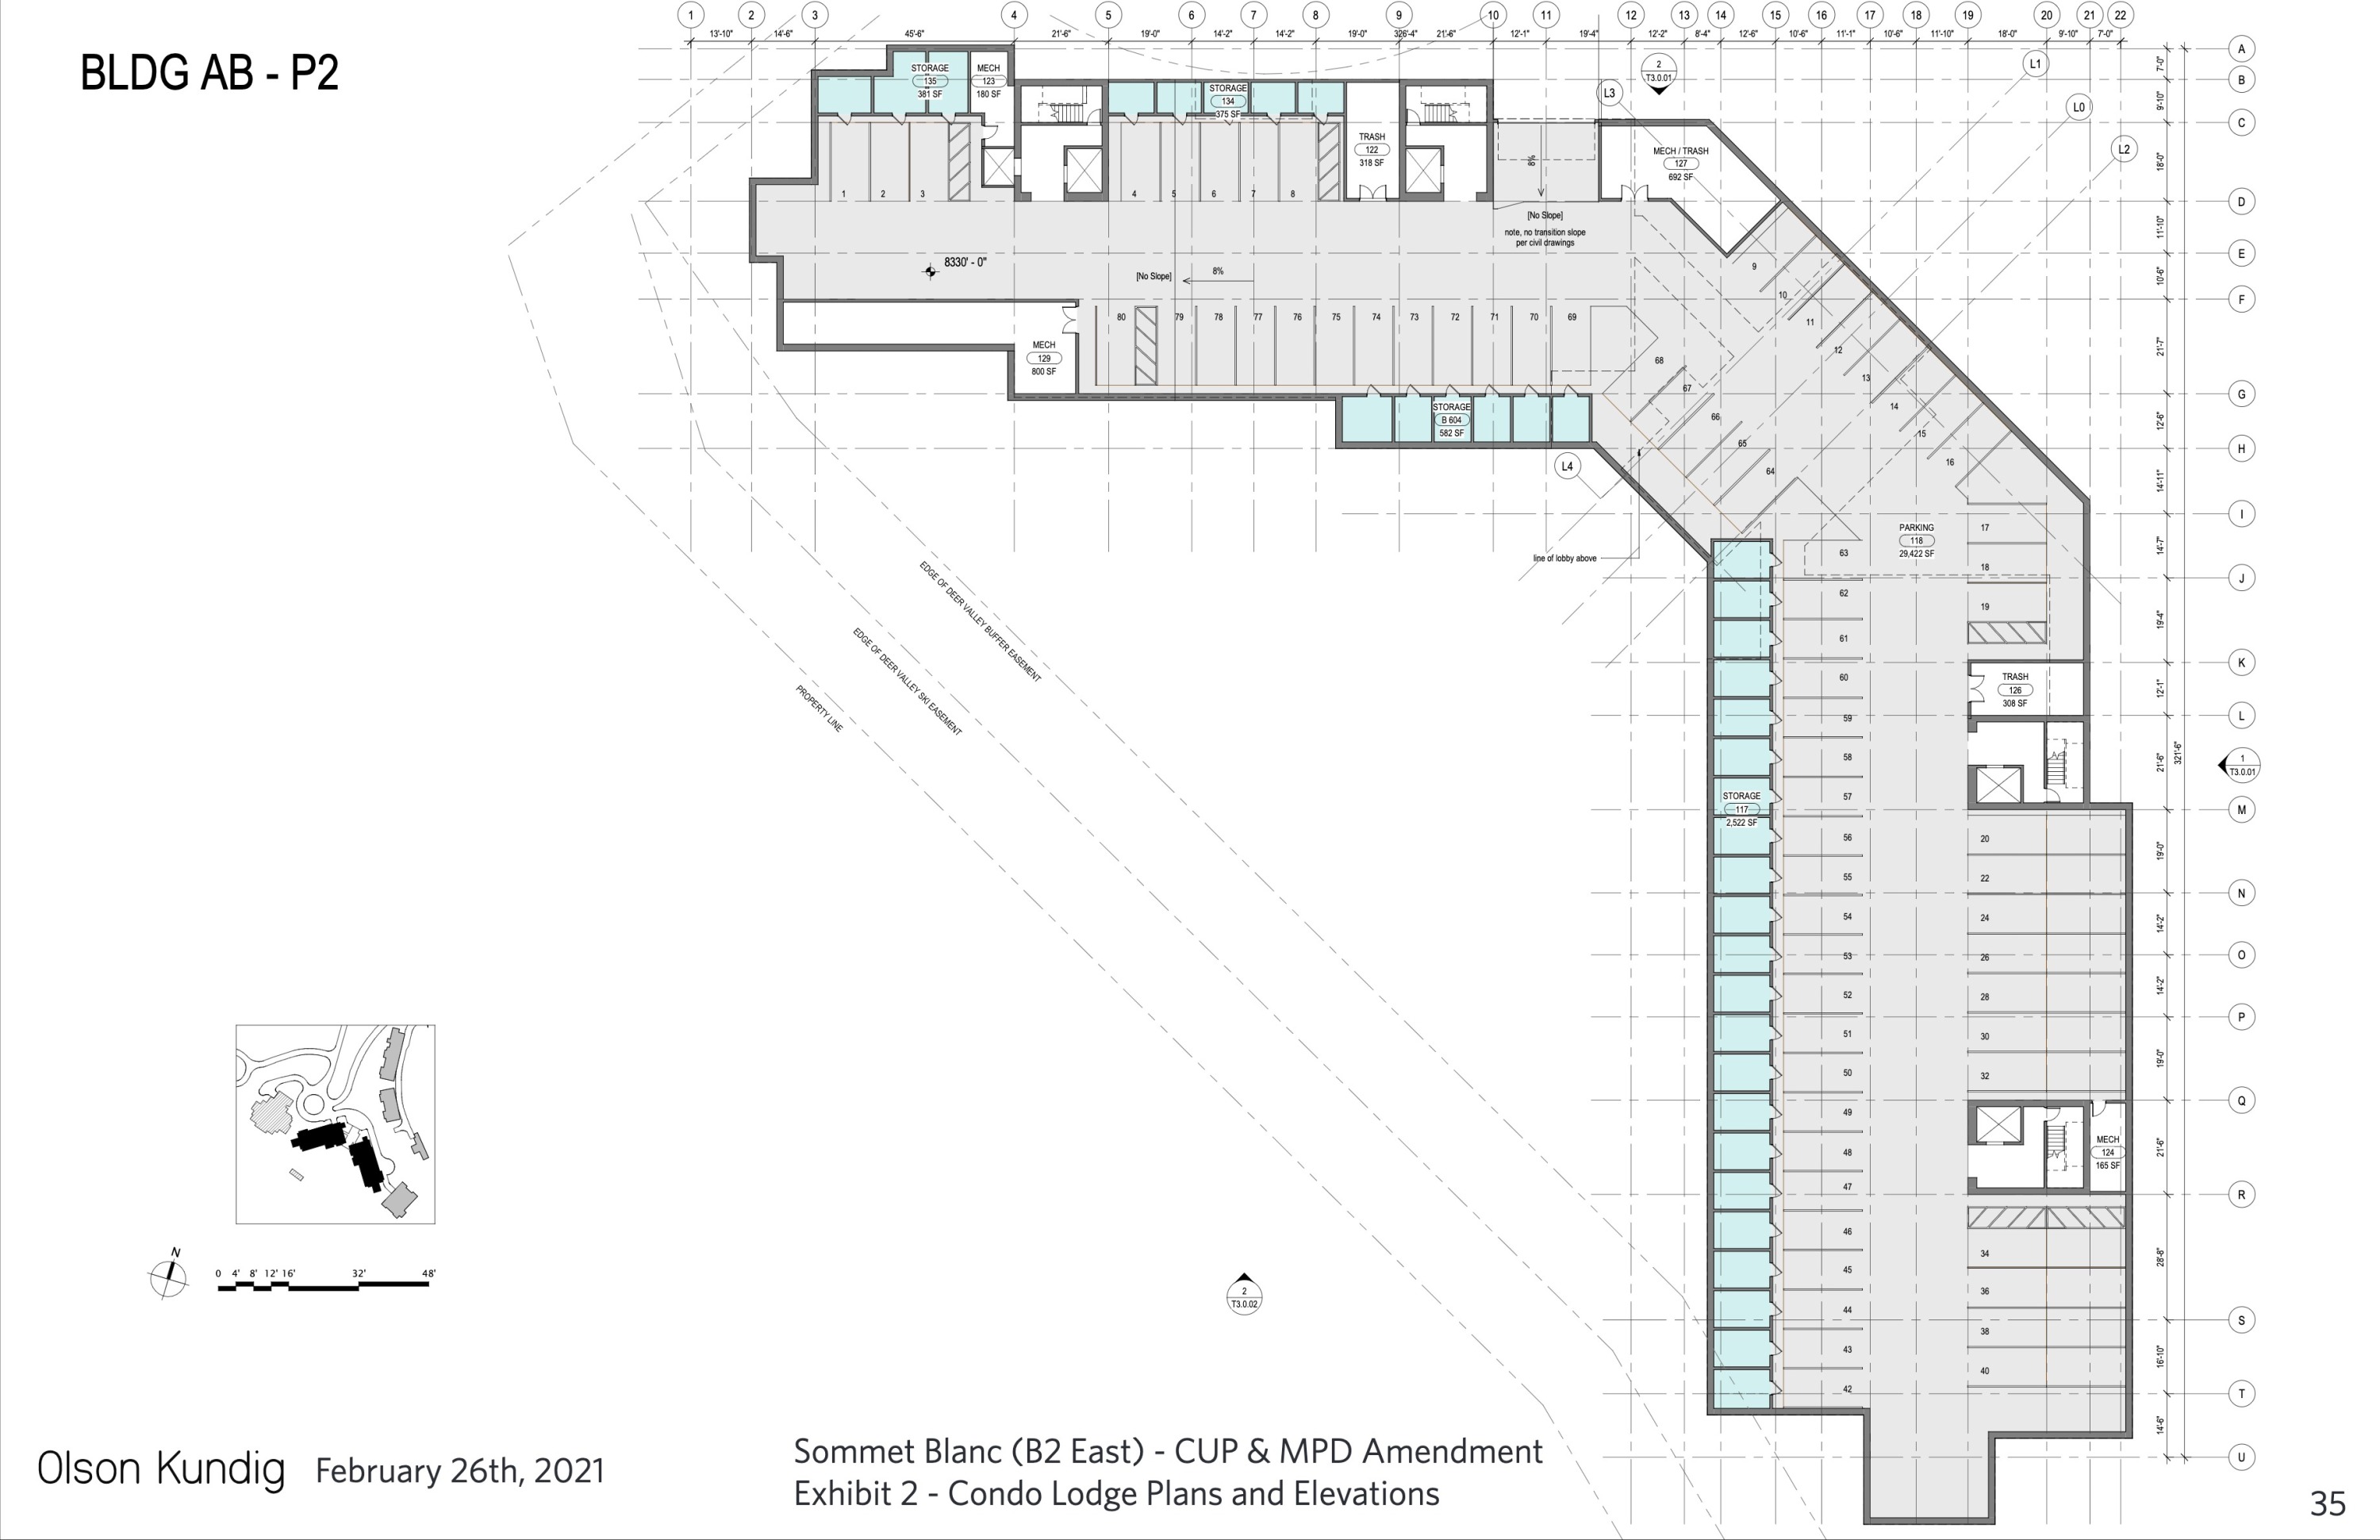 BLDG AB - P2
1 2 3 4 5 6 7 8 9 10 11 12 13 14 15 16 17 18 19 20 21 22
13'-10" 14'-6" 45'-6" 21'-6" 19'-0" 14'-2" 14'-2" 19'-0" 326'-4" 21'-6" 12'-1" 19'-4" 12'-2" 8'-4" 12'-6" 10'-6" 11'-1" 10'-6" 11'-10" 18'-0" 9'-10" 7'-0"
A
B
C
D
E
F
G
H
I
J
K
L
M
N
O
P
Q
R
S
T
U
7'-0"
9'-10"
18'-0"
11'-10"
10'-6"
21'-7"
12'-6"
14'-11"
14'-7"
19'-4"
12'-1"
21'-6"
321'-6"
19'-0"
14'-2"
14'-2"
19'-0"
21'-6"
28'-8"
16'-10"
14'-6"
L1
L0
L2
L3
L4
2
T3.0.01
1
T3.0.01
2
T3.0.02
STORAGE
135
381 SF
MECH
123
180 SF
STORAGE
134
375 SF
TRASH
122
318 SF
MECH / TRASH
127
692 SF
8%
[No Slope]
note, no transition slope
per civil drawings
1 2 3
4 5 6 7 8
8330' - 0"
[No Slope]
8%
MECH
129
800 SF
80 79 78 77 76 75 74 73 72 71 70 69
STORAGE
B 604
582 SF
68
67
66
65
64
9
10
11
12
13
14
15
16
line of lobby above
PARKING
118
29,422 SF
17
18
19
TRASH
126
308 SF
63
62
61
60
59
58
57
56
55
54
53
52
51
50
49
48
47
46
45
44
43
42
STORAGE
117
2,522 SF
20
22
24
26
28
30
32
MECH
124
165 SF
34
36
38
40
EDGE OF DEER VALLEY BUFFER EASEMENT
EDGE OF DEER VALLEY SKI EASEMENT
PROPERTY LINE
N
0 4' 8' 12' 16' 32' 48'
Olson Kundig February 26th, 2021
Sommet Blanc (B2 East) - CUP & MPD Amendment
Exhibit 2 - Condo Lodge Plans and Elevations
35